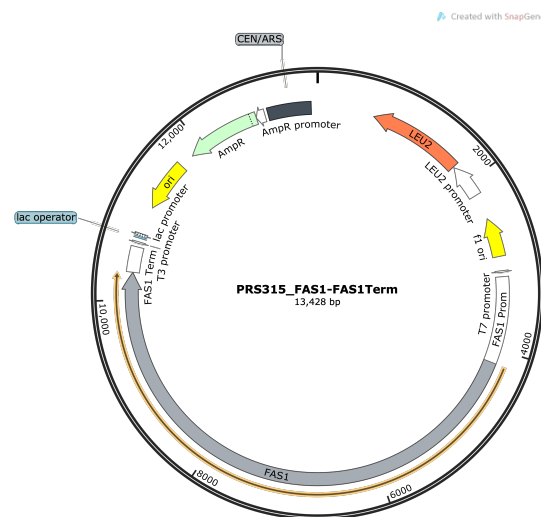 Created with SnapGen
CEN/ARS
12,000
AmpR promoter
AmpR
LEU2
2000
LEU2 promoter
ori
lac promoter
lac operator
T3 promoter
FAS1 Term
f1 ori
T7 promoter
FAS1 Prom
PRS315_FAS1-FAS1Term
13,428 bp
10,000
4000
FAS1
8000
6000